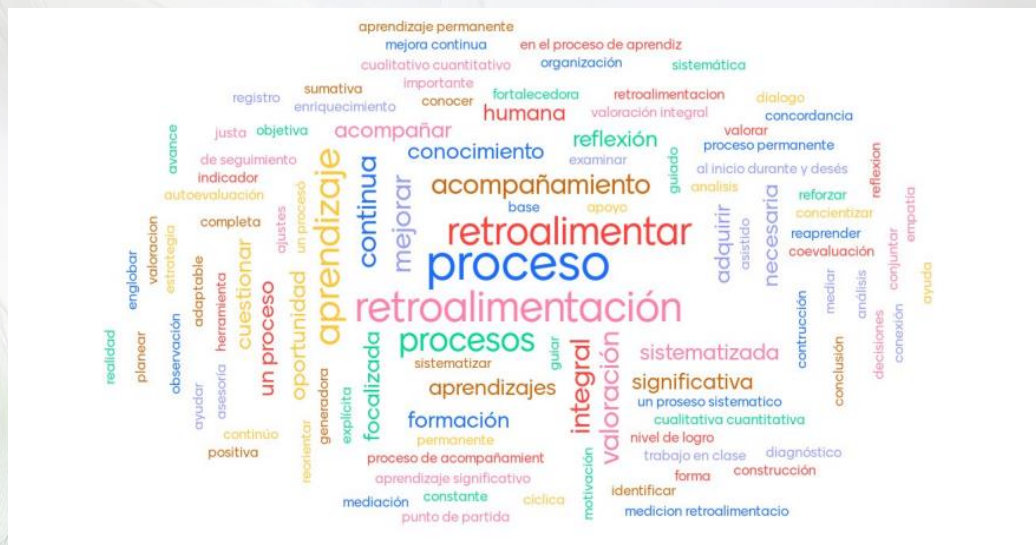 aprendizaje permanente
mejora continua
en el proceso de aprendiz
cualitativo cuantitativo
organización
sistemática
importante
sumativa
registro
enriquecimiento
conocer
fortalecedora
retroalimentacion
dialogo
humana
valoración integral
concordancia
avance
justa
objetiva
acompañar
reflexión
valorar
proceso permanente
conocimiento
examinar
guiado
reflexion
de seguimiento
indicador
al inicio durante y desés
autoevaluación
aprendizaje
continua
mejorar
acompañamiento
analisis
reforzar
necesaria
concientizar
base
apoyo
adquirir
asistido
empatía
completa
ajustes
un procesó
reaprender
coevaluación
conjuntar
retroalimentar
valoracion
estrategia
englobar
adaptable
cuestionar
oportunidad
proceso
ayuda
mediar
análisis
retroalimentación
un proceso
herramienta
observación
contrucción
conexión
decisiones
realidad
planear
procesos
guiar
integral
valoración
sistematizada
conclusión
focalizada
sistematizar
generadora
explícita
asesoría
ayudar
aprendizajes
significativa
un proseso sistematico
formación
cualitativa cuantitativa
continúo
permanente
nivel de logro
positiva
reorientar
proceso de acompañamient
trabajo en clase
diagnóstico
motivación
aprendizaje significativo
forma
construcción
identificar
mediación
constante
cíclica
punto de partida
medicion retroalimentacio